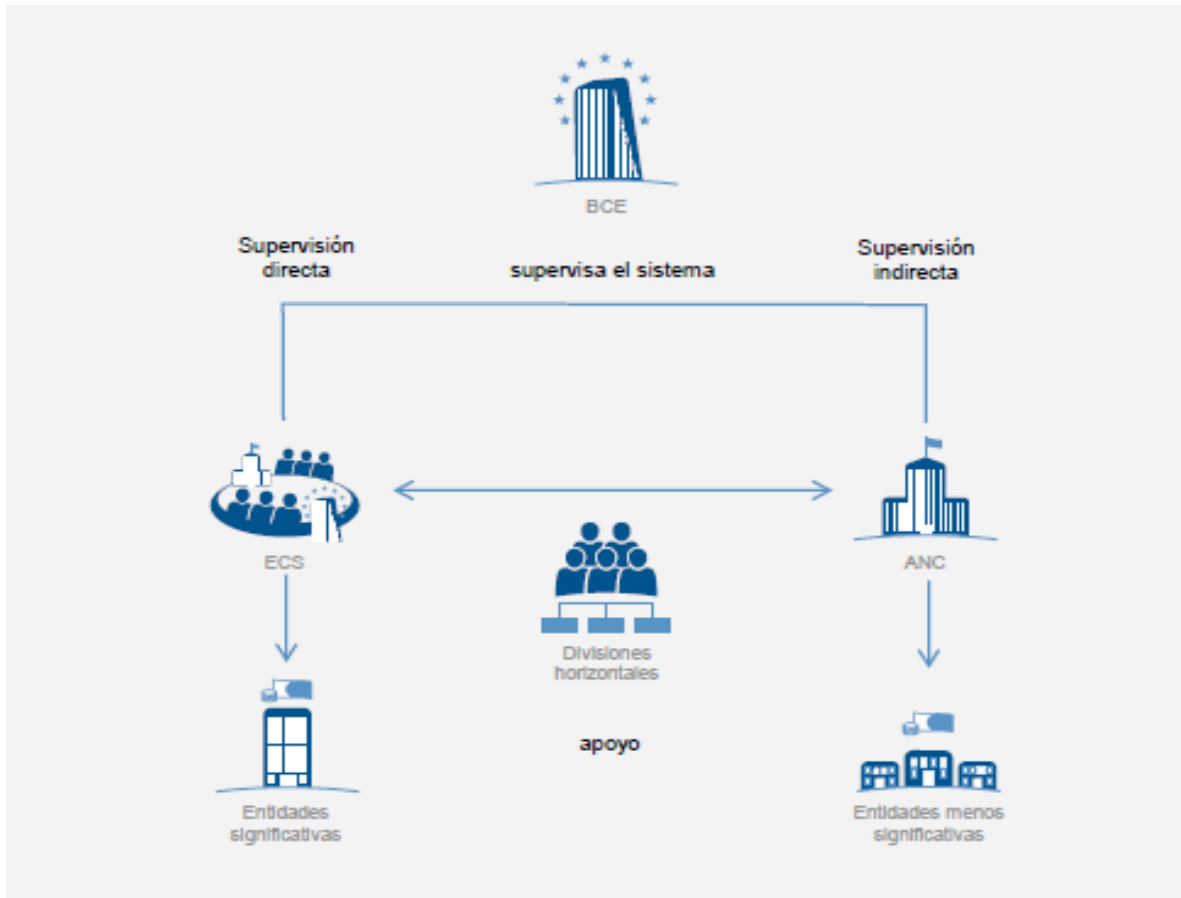 BCE
Supervisión
directa
supervisa el sistema
Supervisión
indirecta
ECS
ANC
Divisiones
horizontales
apoyo
Entidades
significativas
Entidades menos
significativas